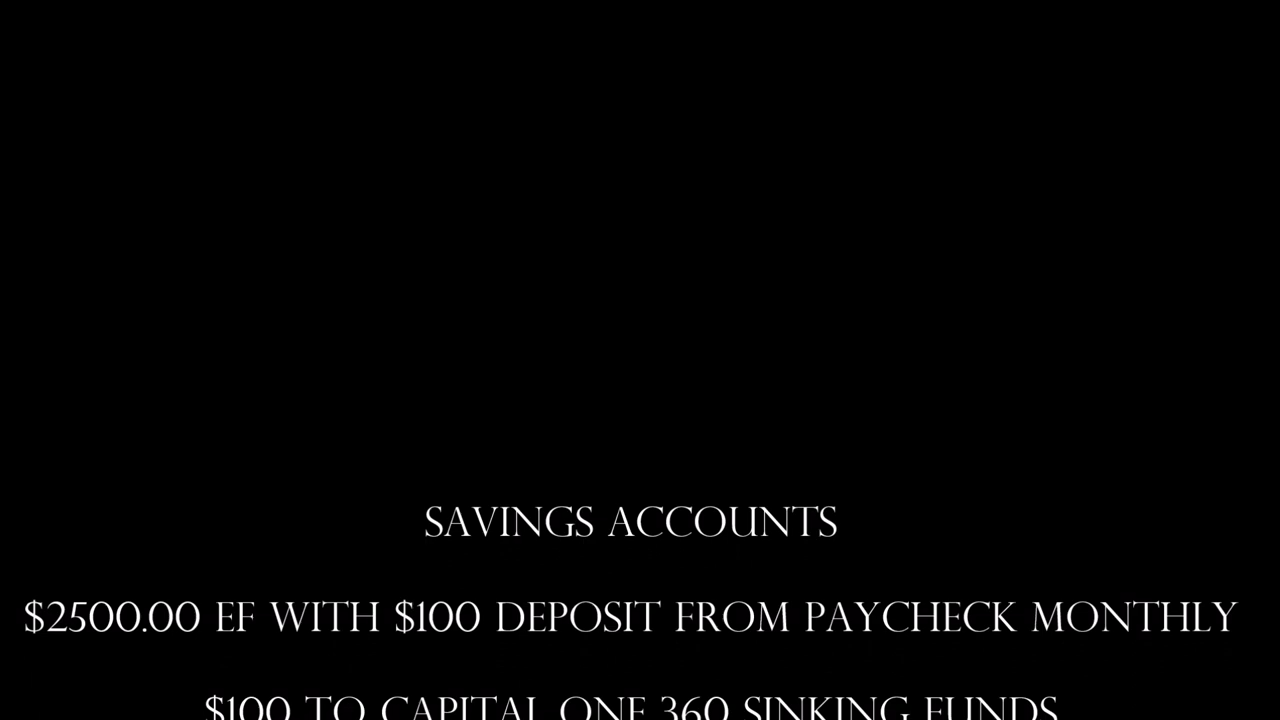 SAVINGS ACCOUNTS
$2500.00 EF WITH $100 DEPOSIT FROM PAYCHECK MONTHLY
$100 TO CAPITAL ONE 360 SINKING FUNDS